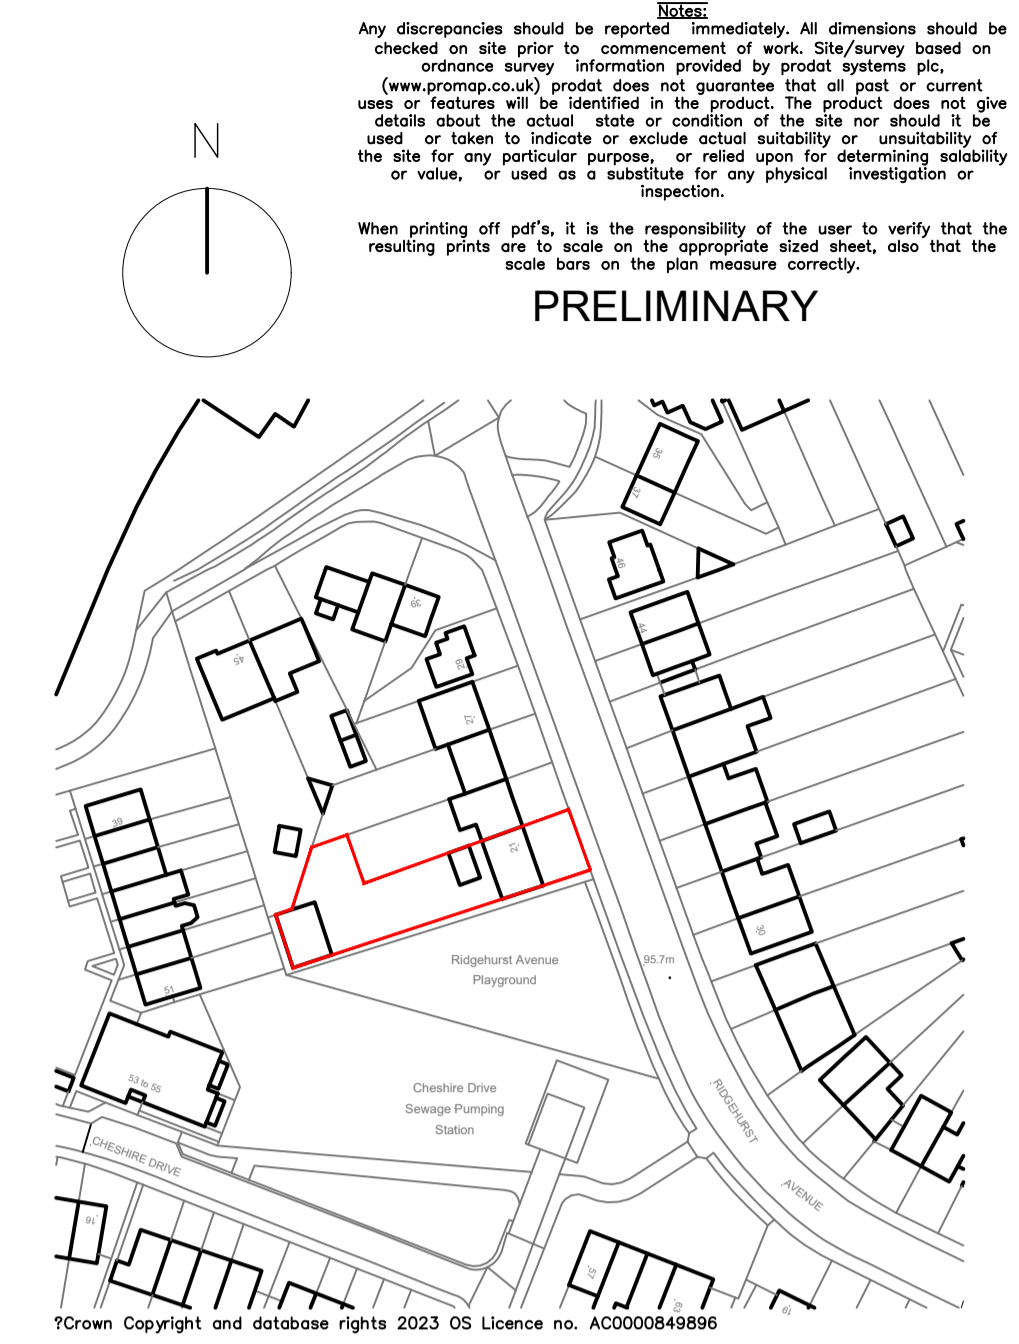 Notes:
Any discrepancies should be reported immediately. All dimensions should be
checked on site prior to commencement of work. Site/survey based on
ordnance survey information provided by prodat systems plc,
(www.promap.co.uk) prodat does not guarantee that all past or current
uses or features will be identified in the product. The product does not give
details about the actual state or condition of the site nor should it be
used or taken to indicate or exclude actual suitability or unsuitability of
the site for any particular purpose, or relied upon for determining salability
or value, or used as a substitute for any physical investigation or
inspection.
When printing off pdf's, it is the responsibility of the user to verify that the
resulting prints are to scale on the appropriate sized sheet, also that the
scale bars on the plan measure correctly.
N
PRELIMINARY
35
37
46
39
44
45
29
27
39
21
30
Ridgehurst Avenue
Playground
95.7m
51
53 to 55
Cheshire Drive
Sewage Pumping
Station
RIDGEHURST
AVENUE
CHESHIRE DRIVE
16
57
63
19
?Crown Copyright and database rights 2023 OS Licence no. AC0000849896